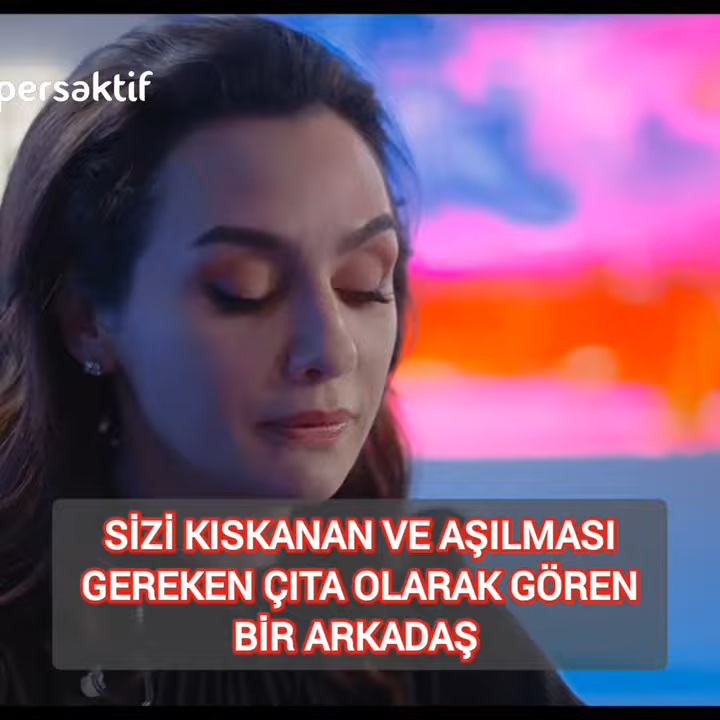 persaktif
SİZİ KISKANAN VE AŞILMASI
GEREKEN ÇITA OLARAK GÖREN
BİR ARKADAŞ